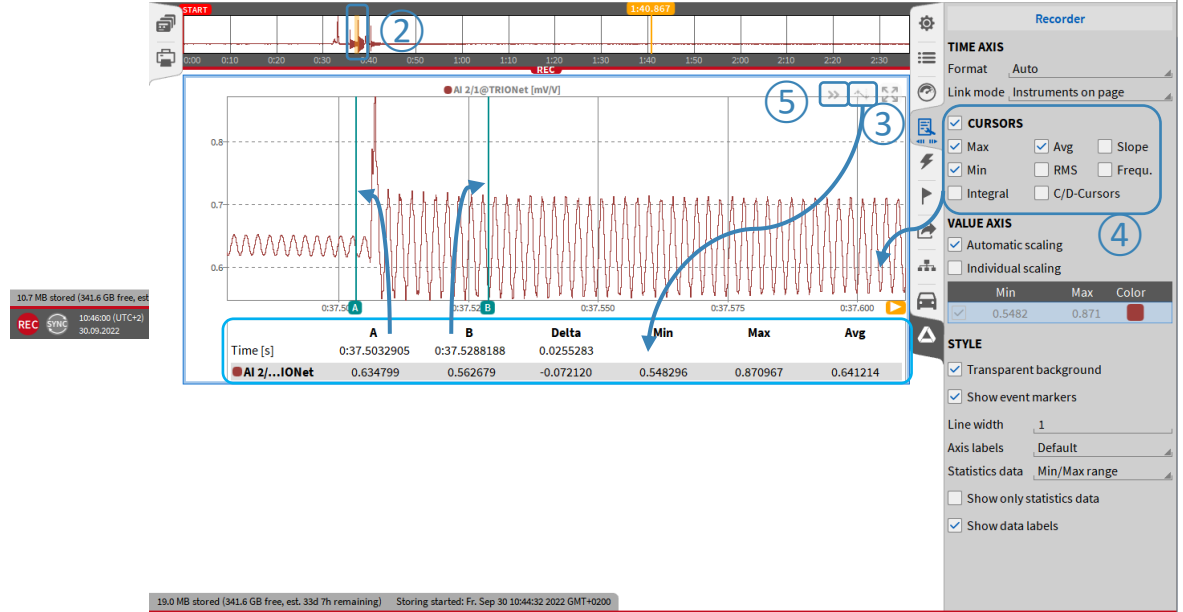 START
1:40.867
②
0:00 0:10 0:20 0:30 0:40 0:50 1:00 1:10 1:20 1:30 1:40 1:50 2:00 2:10 2:20 2:30
REC
AI 2/1@TRIONet [mV/V]
⑤
③
0.8
0.7
0.6
0:37.50 A 0:37.52 B 0:37.550 0:37.575 0:37.600
A B Delta Min Max Avg
Time [s] 0:37.5032905 0:37.5288188 0.0255283
AI 2/...IONet 0.634799 0.562679 -0.072120 0.548296 0.870967 0.641214
10.7 MB stored (341.6 GB free, est
REC SYNC 10:46:00 (UTC+2)
30.09.2022
19.0 MB stored (341.6 GB free, est. 33d 7h remaining) Storing started: Fr. Sep 30 10:44:32 2022 GMT+0200
Recorder
TIME AXIS
Format Auto
Link mode Instruments on page
CURSORS
Max Avg Slope
Min RMS Frequ.
Integral C/D-Cursors
④
VALUE AXIS
Automatic scaling
Individual scaling
Min Max Color
0.5482 0.871
STYLE
Transparent background
Show event markers
Line width 1
Axis labels Default
Statistics data Min/Max range
Show only statistics data
Show data labels